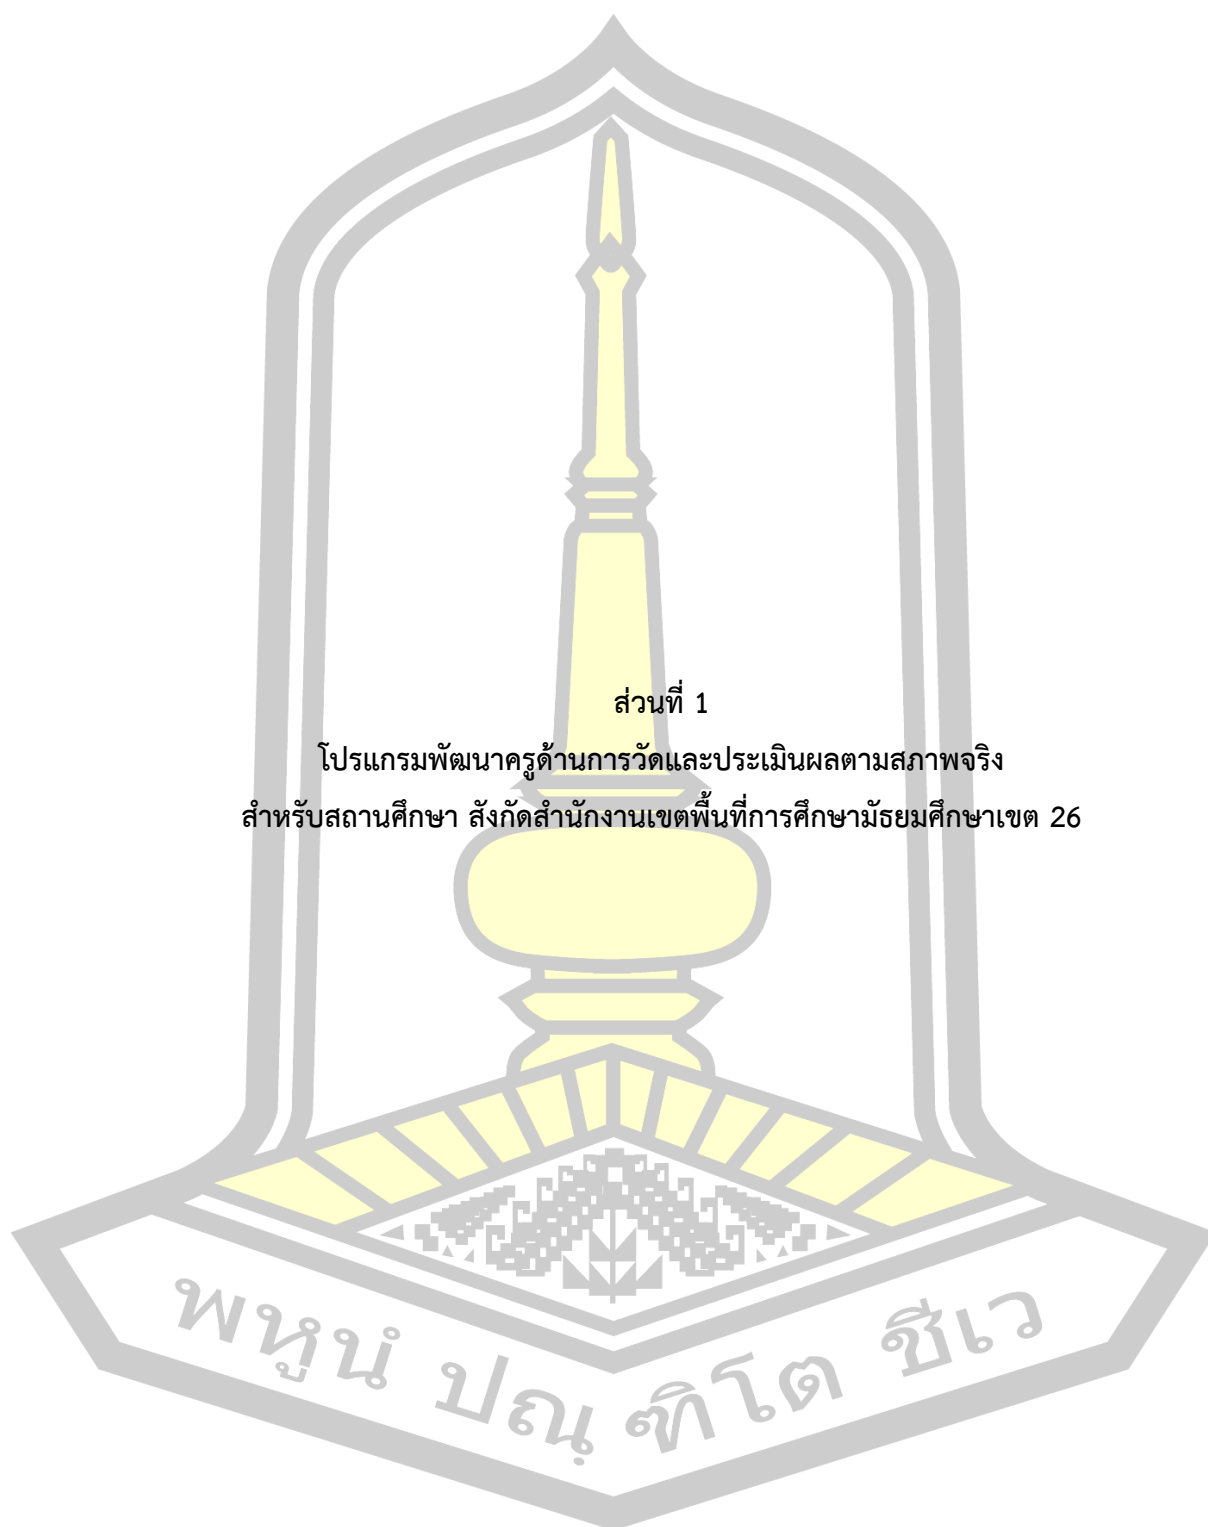 ส่วนที่ 1
โปรแกรมพัฒนาครูด้านการวัดและประเมินผลตามสภาพจริง
สำหรับสถานศึกษา สังกัดสำนักงานเขตพื้นที่การศึกษามัธยมศึกษาเขต 26
พหูนํ ปณฺฑิโต ชีเว